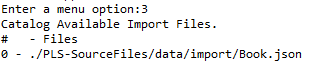 Enter a menu option:3
Catalog Available Import Files.
#   - Files
0 - ./PLS-SourceFiles/data/import/Book.json